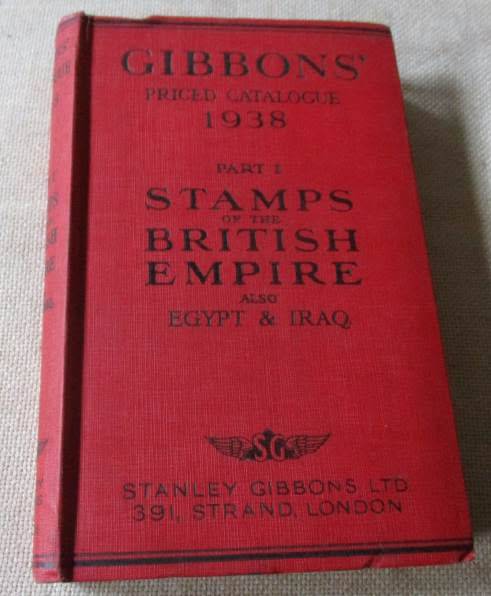 GIBBONS'
PRICED CATALOGUE
1938
PART I
STAMPS
OF THE
BRITISH
EMPIRE
ALSO
EGYPT & IRAQ
SG
STANLEY GIBBONS, LTD
391, STRAND, LONDON